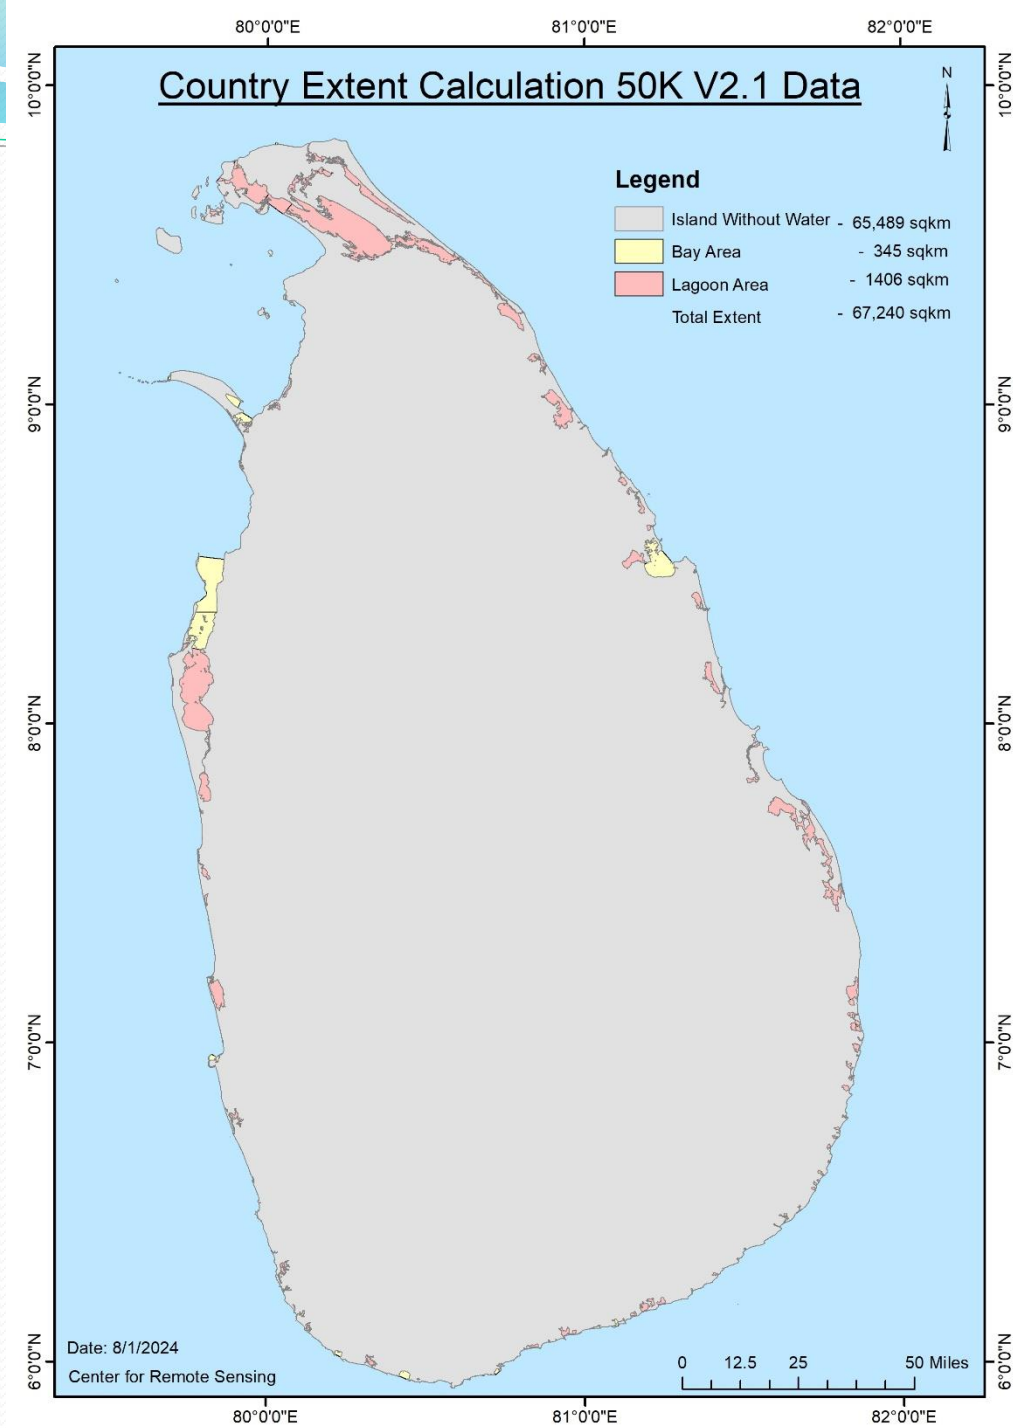 80°0'0"E 81°0'0"E 82°0'0"E
10°0'0"N 10°0'0"N
Country Extent Calculation 50K V2.1 Data
N
Legend
Island Without Water - 65,489 sqkm
Bay Area - 345 sqkm
Lagoon Area - 1406 sqkm
Total Extent - 67,240 sqkm
9°0'0"N 9°0'0"N
8°0'0"N 8°0'0"N
7°0'0"N 7°0'0"N
6°0'0"N 6°0'0"N
Date: 8/1/2024
Center for Remote Sensing
0 12.5 25 50 Miles
80°0'0"E 81°0'0"E 82°0'0"E